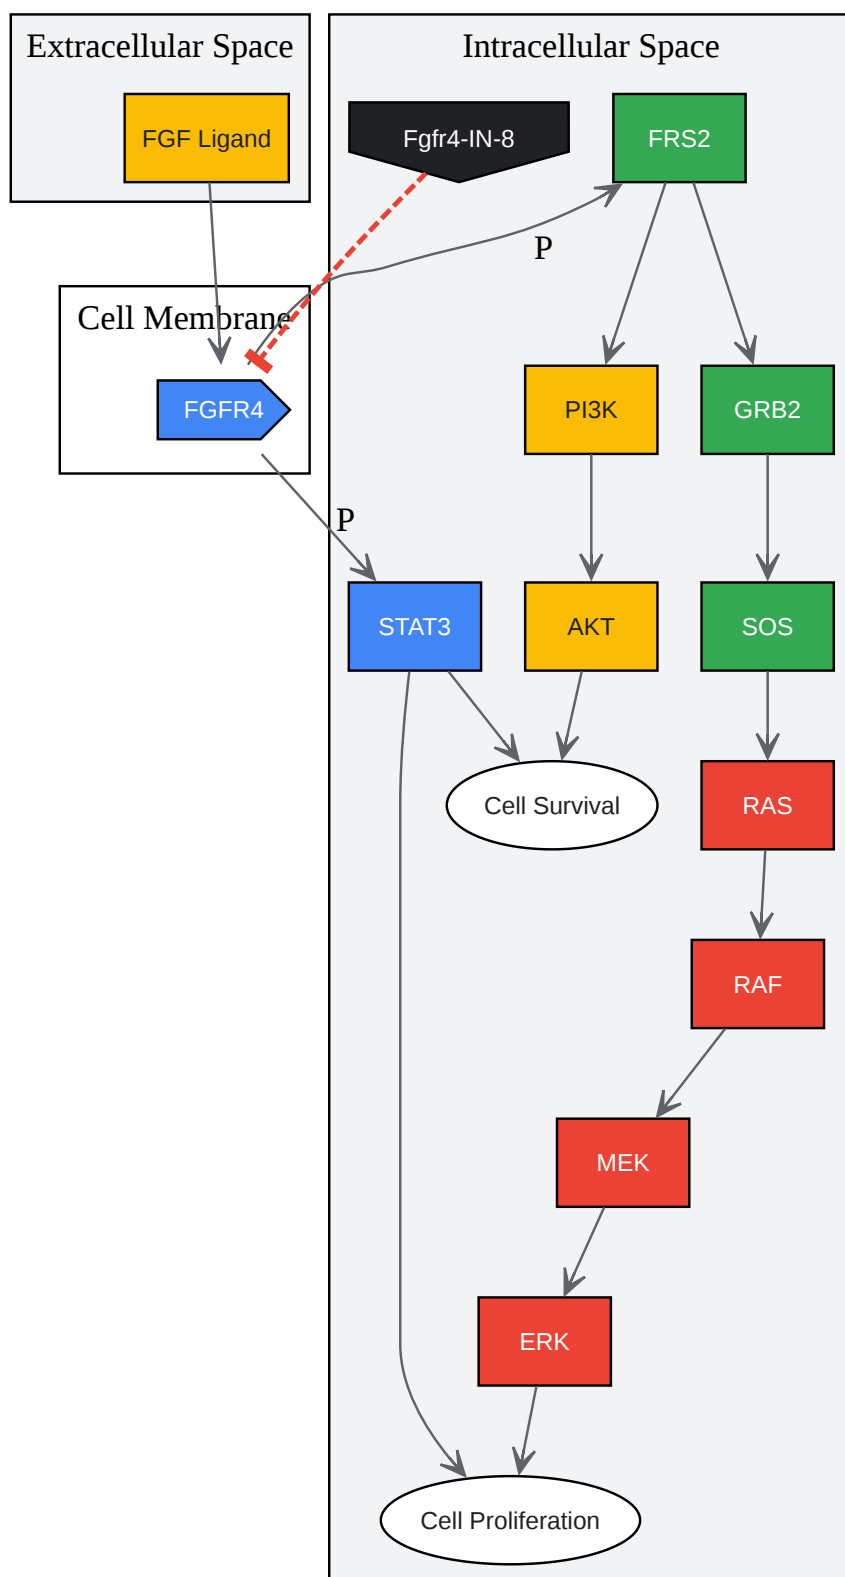 Extracellular Space
Intracellular Space
FGF Ligand
Fgfr4-IN-8
FRS2
P
Cell Membrane
FGFR4
PI3K
GRB2
P
STAT3
AKT
SOS
Cell Survival
RAS
RAF
MEK
ERK
Cell Proliferation